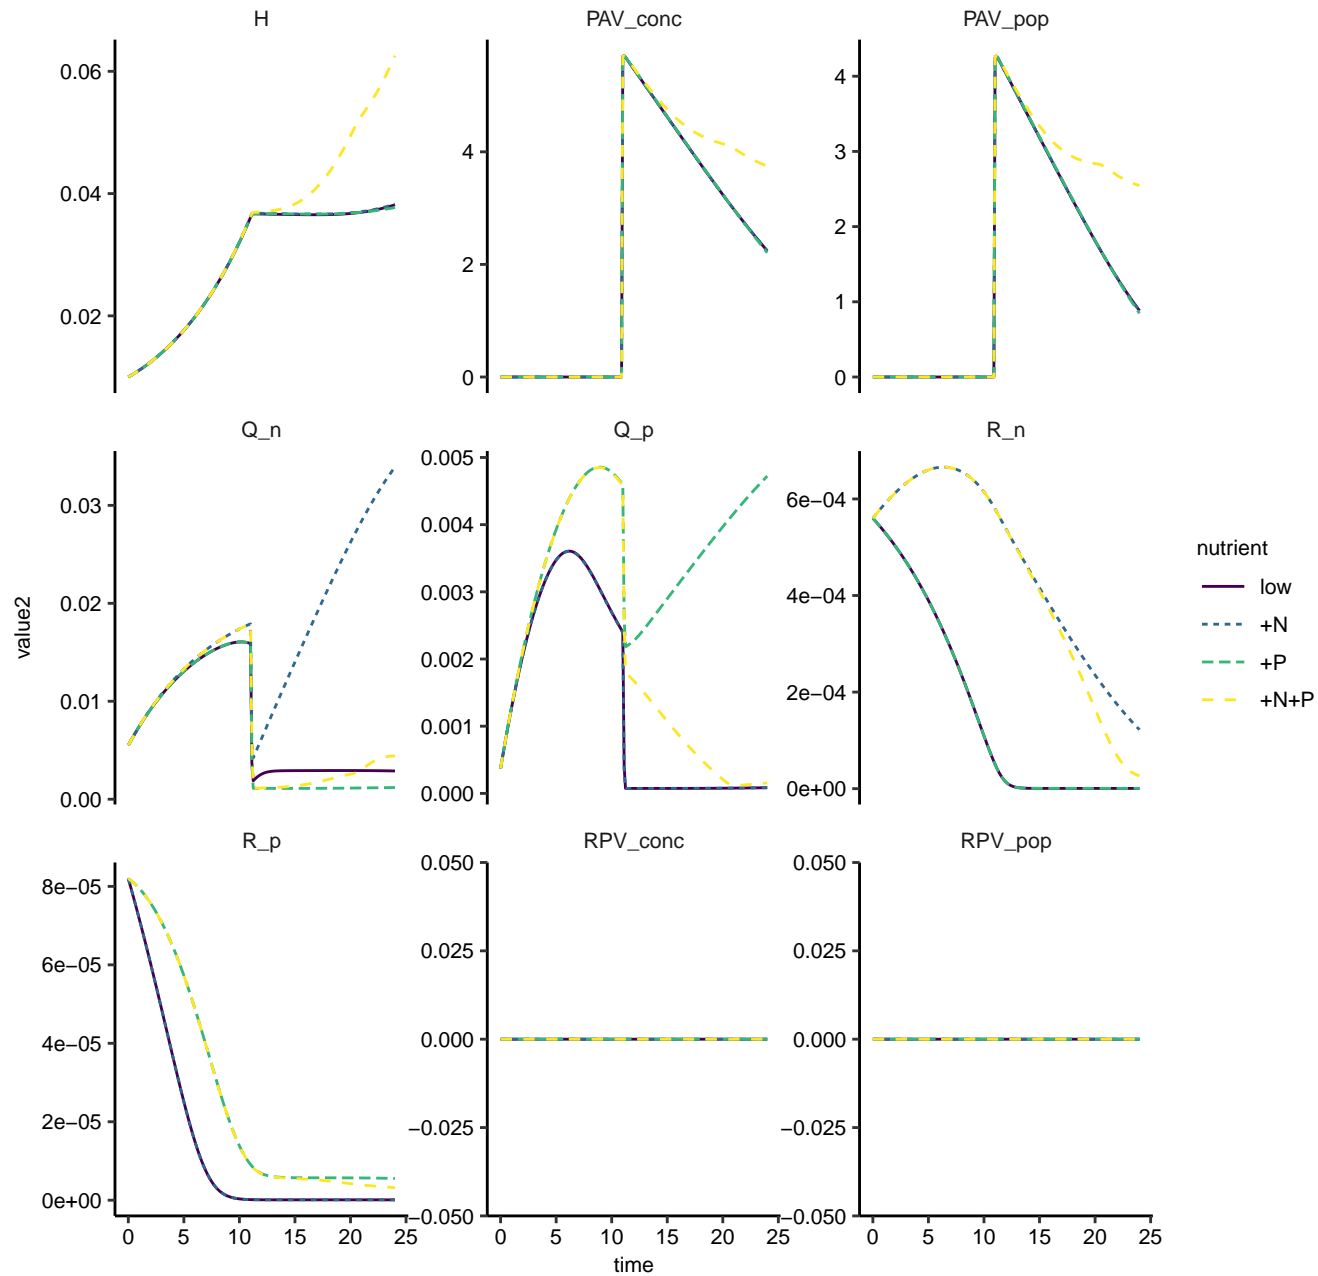 H
PAV_conc
PAV_pop
0.06
0.04
0.02
4
2
0
4
3
2
1
0
Q_n
Q_p
R_n
0.03
0.02
0.01
0.00
0.005
0.004
0.003
0.002
0.001
0.000
6e−04
4e−04
2e−04
0e+00
R_p
RPV_conc
RPV_pop
8e−05
6e−05
4e−05
2e−05
0e+00
0.050
0.025
0.000
−0.025
−0.050
0.050
0.025
0.000
−0.025
−0.050
0 5 10 15 20 25
0 5 10 15 20 25
0 5 10 15 20 25
time
value2
nutrient
low
+N
+P
+N+P